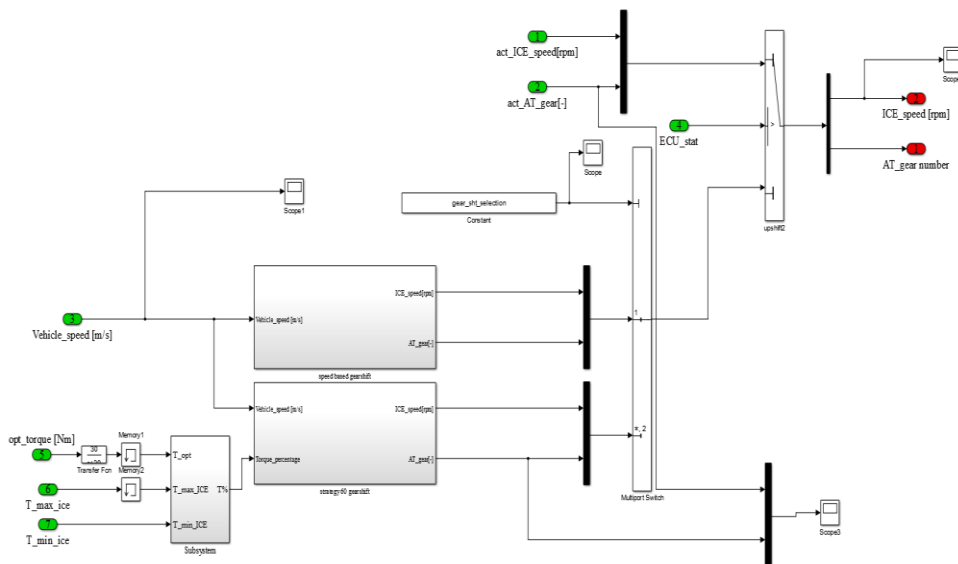 1
act_ICE_speed[rpm]
2
act_AT_gear[-]
4
ECU_stat
>
Scope
2
ICE_speed [rpm]
1
AT_gear number
upshift2
Scope
gear_sht_selection
Constant
Scope1
3
Vehicle_speed [m/s]
Vehicle_speed [m/s]
ICE_speed[rpm]
AT_gear[-]
speed based gearshift
1
Vehicle_speed [m/s]
Torque_percentage
ICE_speed[rpm]
AT_gear[-]
strategy60 gearshift
*, 2
Multiport Switch
opt_torque [Nm]
5
30
Transfer Fcn
Memory1
Memory2
6
T_max_ice
7
T_min_ice
T_opt
T_max_ICE
T_min_ICE
T%
Subsystem
Scope3